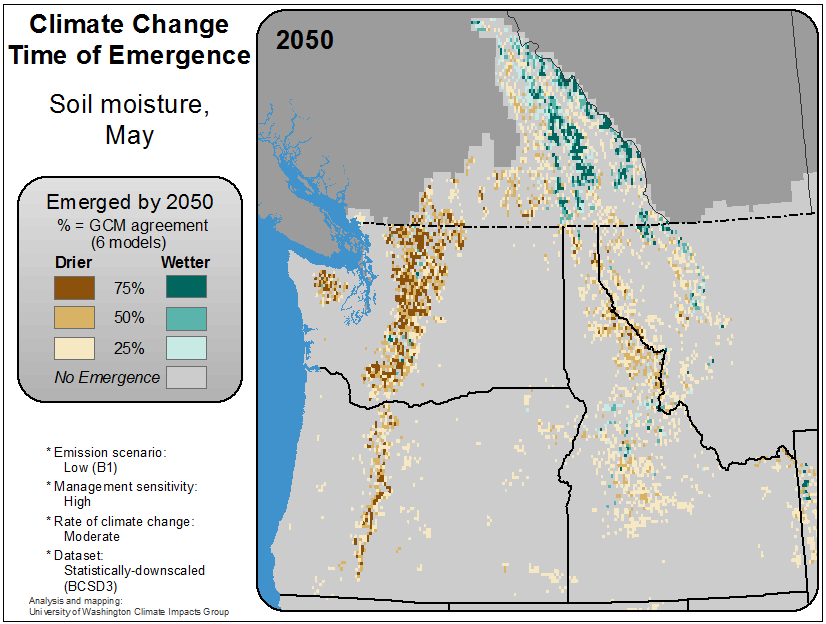 Climate Change
Time of Emergence
Soil moisture,
May
Emerged by 2050
% = GCM agreement
(6 models)
Drier Wetter
75%
50%
25%
No Emergence
* Emission scenario:
Low (B1)
* Management sensitivity:
High
* Rate of climate change:
Moderate
* Dataset:
Statistically-downscaled
(BCSD3)
Analysis and mapping:
University of Washington Climate Impacts Group
2050